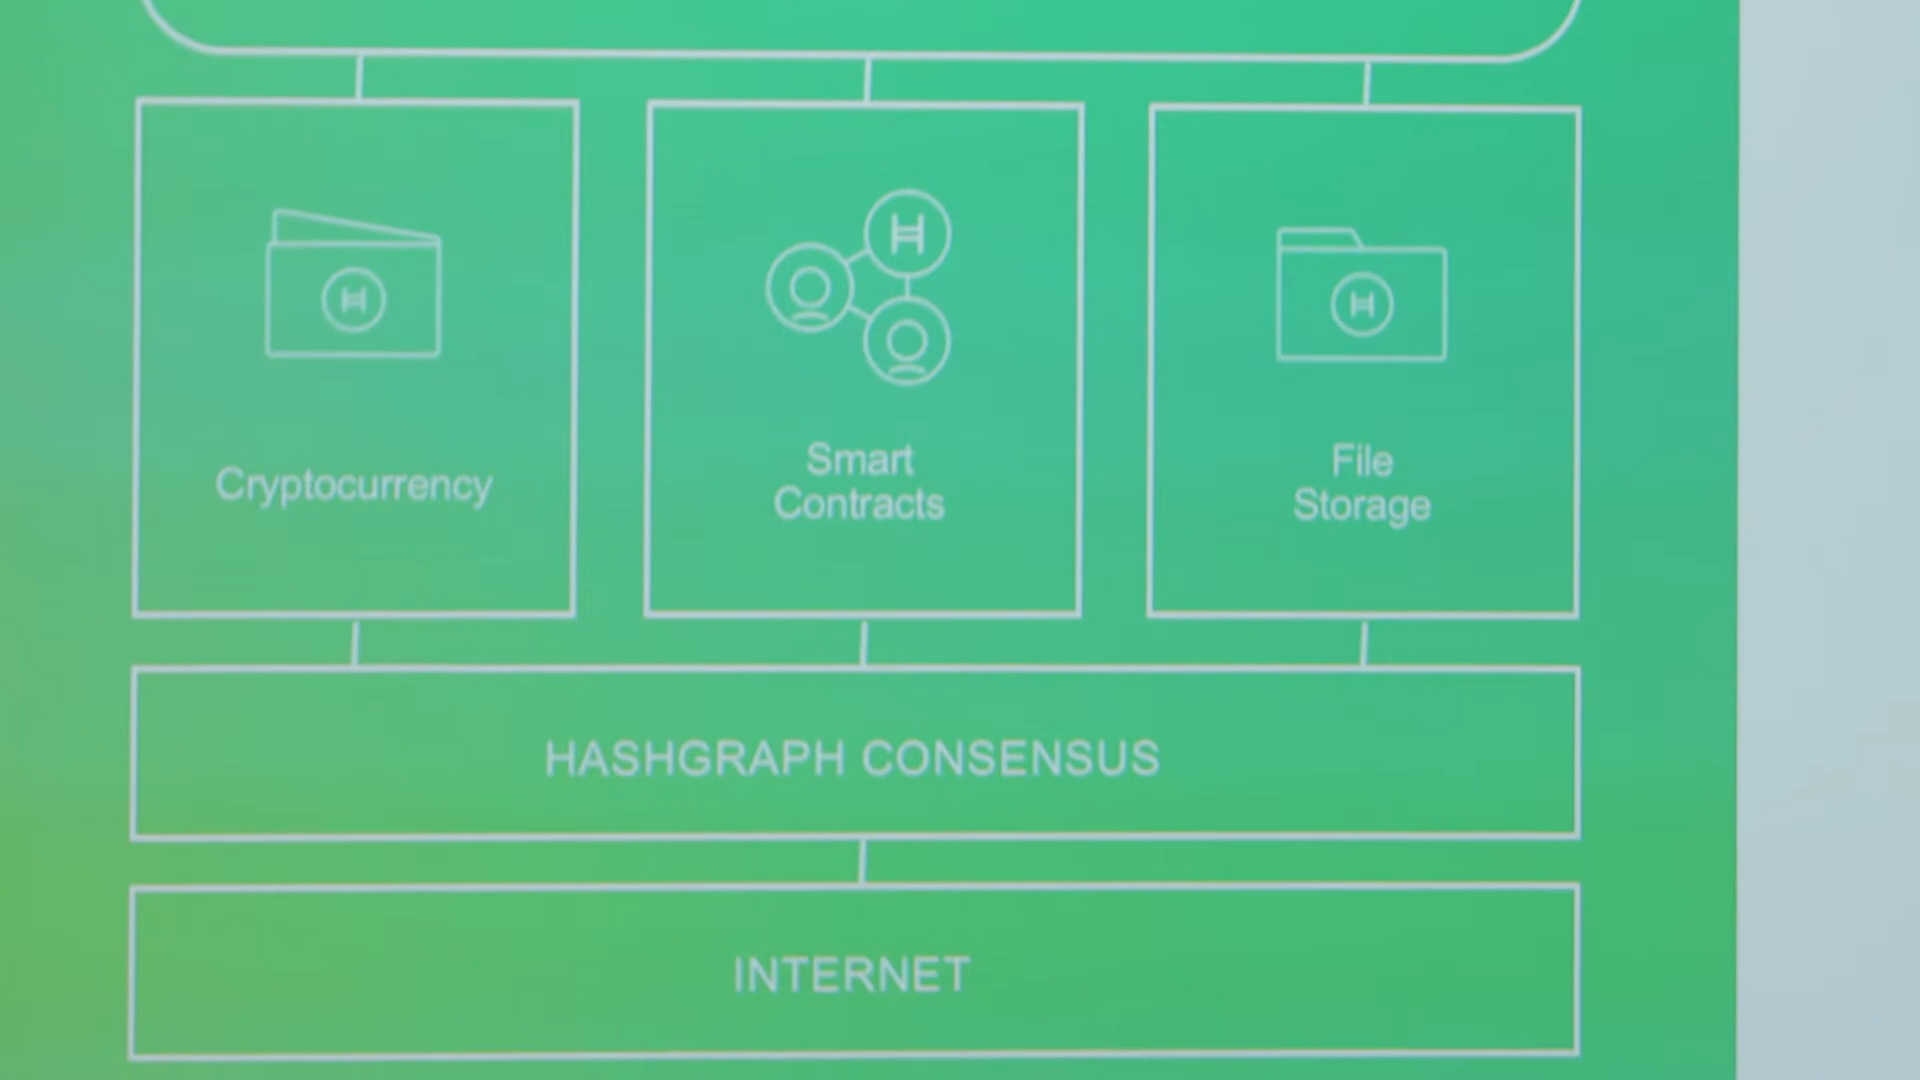 Cryptocurrency
Smart
Contracts
File
Storage
HASHGRAPH CONSENSUS
INTERNET